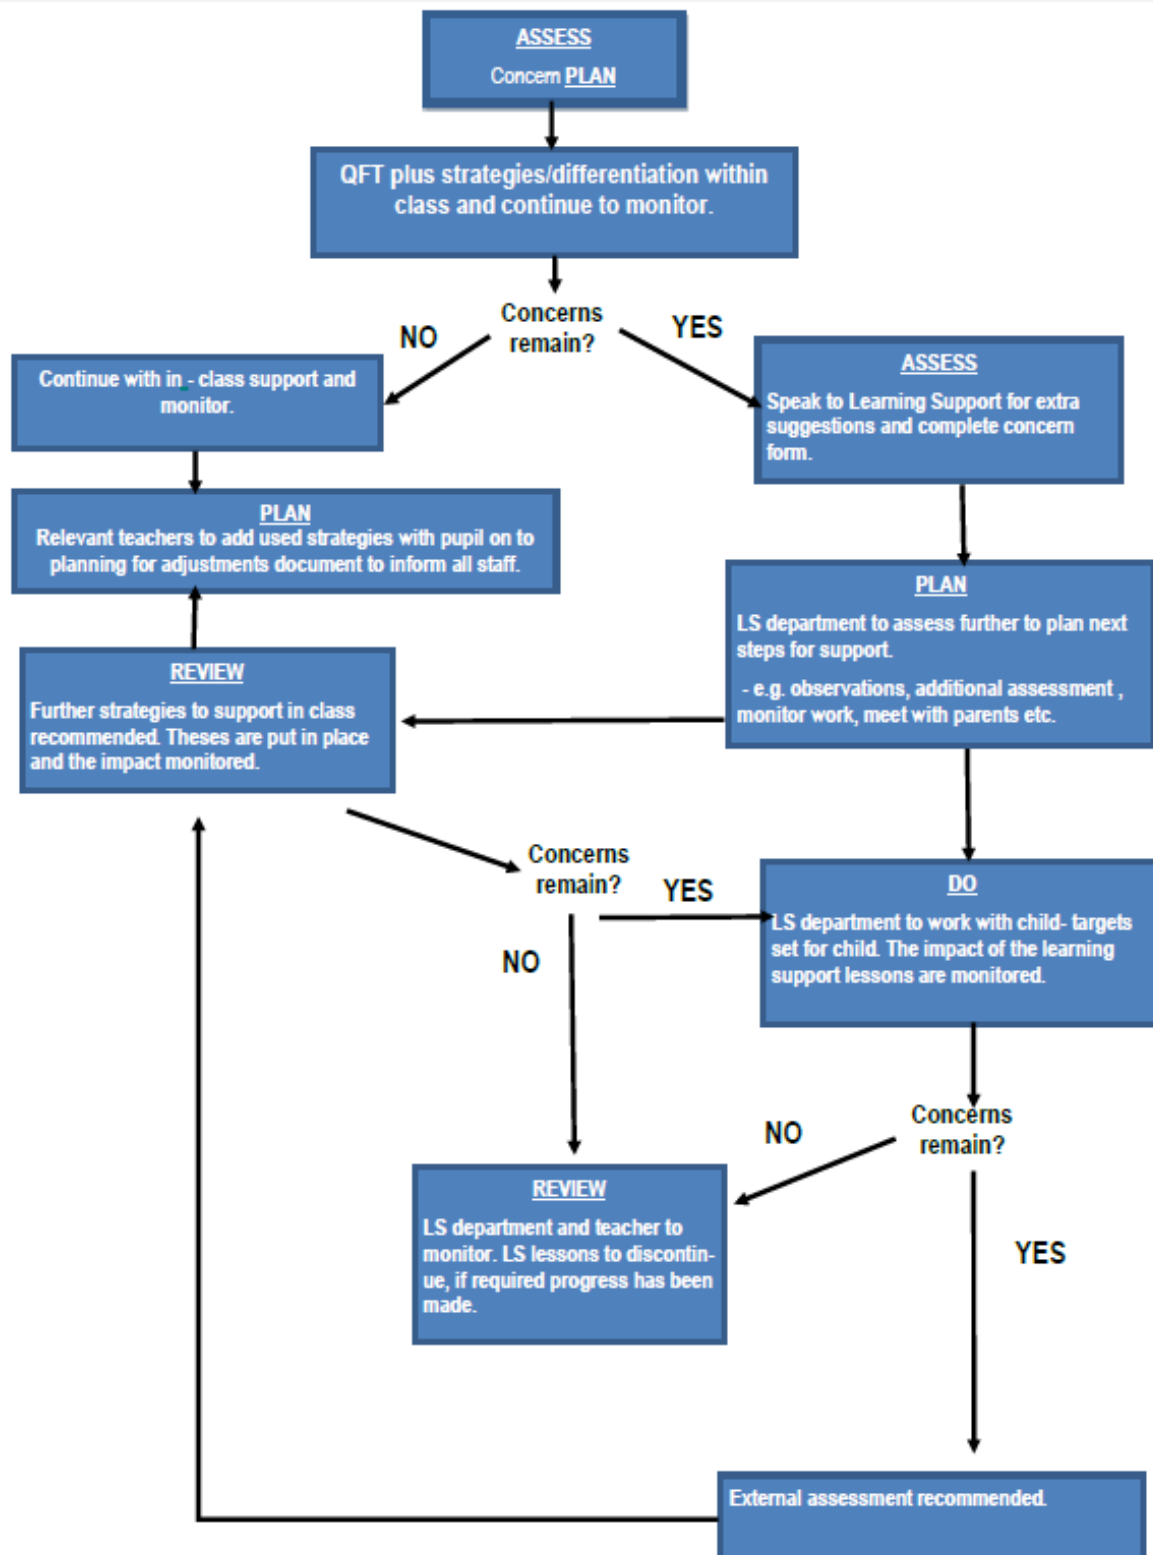 ASSESS
Concern PLAN
QFT plus strategies/differentiation within
class and continue to monitor.
Concerns
remain?
NO
YES
Continue with in - class support and
monitor.
ASSESS
Speak to Learning Support for extra
suggestions and complete concern
form.
PLAN
Relevant teachers to add used strategies with pupil on to
planning for adjustments document to inform all staff.
PLAN
LS department to assess further to plan next
steps for support.
- e.g. observations, additional assessment ,
monitor work, meet with parents etc.
REVIEW
Further strategies to support in class
recommended. Theses are put in place
and the impact monitored.
Concerns
remain?
YES
NO
DO
LS department to work with child- targets
set for child. The impact of the learning
support lessons are monitored.
Concerns
remain?
NO
YES
REVIEW
LS department and teacher to
monitor. LS lessons to discontin-
ue, if required progress has been
made.
External assessment recommended.